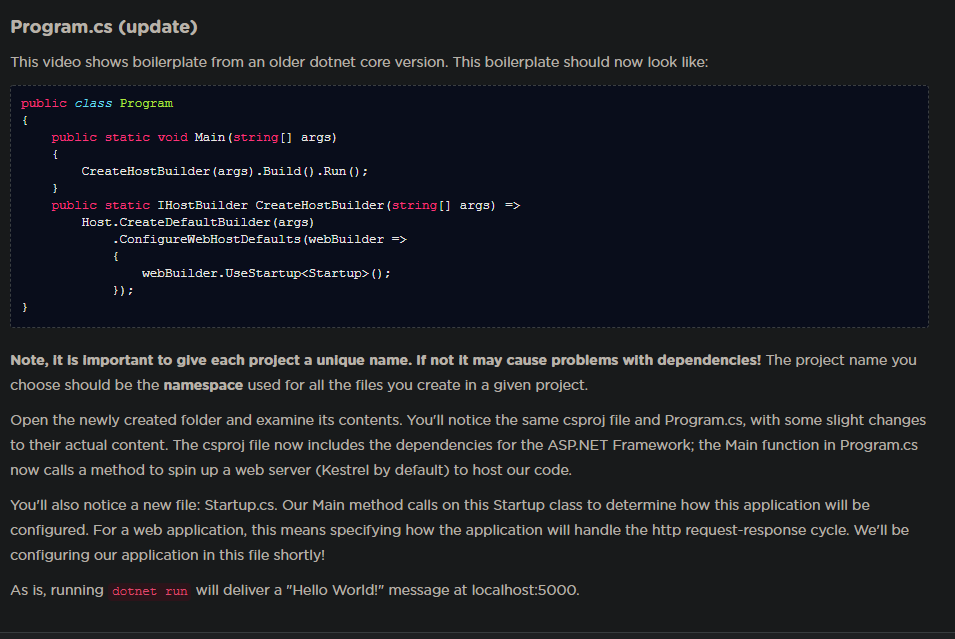 Program.cs (update)
This video shows boilerplate from an older dotnet core version. This boilerplate should now look like:
public class Program
{
    public static void Main(string[] args)
    {
        CreateHostBuilder(args).Build().Run();
    }
    public static IHostBuilder CreateHostBuilder(string[] args) =>
        Host.CreateDefaultBuilder(args)
            .ConfigureWebHostDefaults(webBuilder =>
            {
                webBuilder.UseStartup<Startup>();
            });
}
Note, it is important to give each project a unique name. If not it may cause problems with dependencies! The project name you
choose should be the namespace used for all the files you create in a given project.
Open the newly created folder and examine its contents. You'll notice the same csproj file and Program.cs, with some slight changes
to their actual content. The csproj file now includes the dependencies for the ASP.NET Framework; the Main function in Program.cs
now calls a method to spin up a web server (Kestrel by default) to host our code.
You'll also notice a new file: Startup.cs. Our Main method calls on this Startup class to determine how this application will be
configured. For a web application, this means specifying how the application will handle the http request-response cycle. We'll be
configuring our application in this file shortly!
As is, running dotnet run will deliver a "Hello World!" message at localhost:5000.